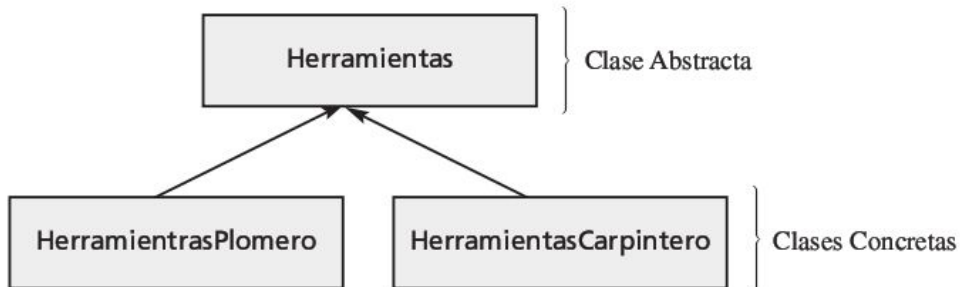 Herramientas
Clase Abstracta
HerramientrasPlomero
HerramientasCarpintero
Clases Concretas